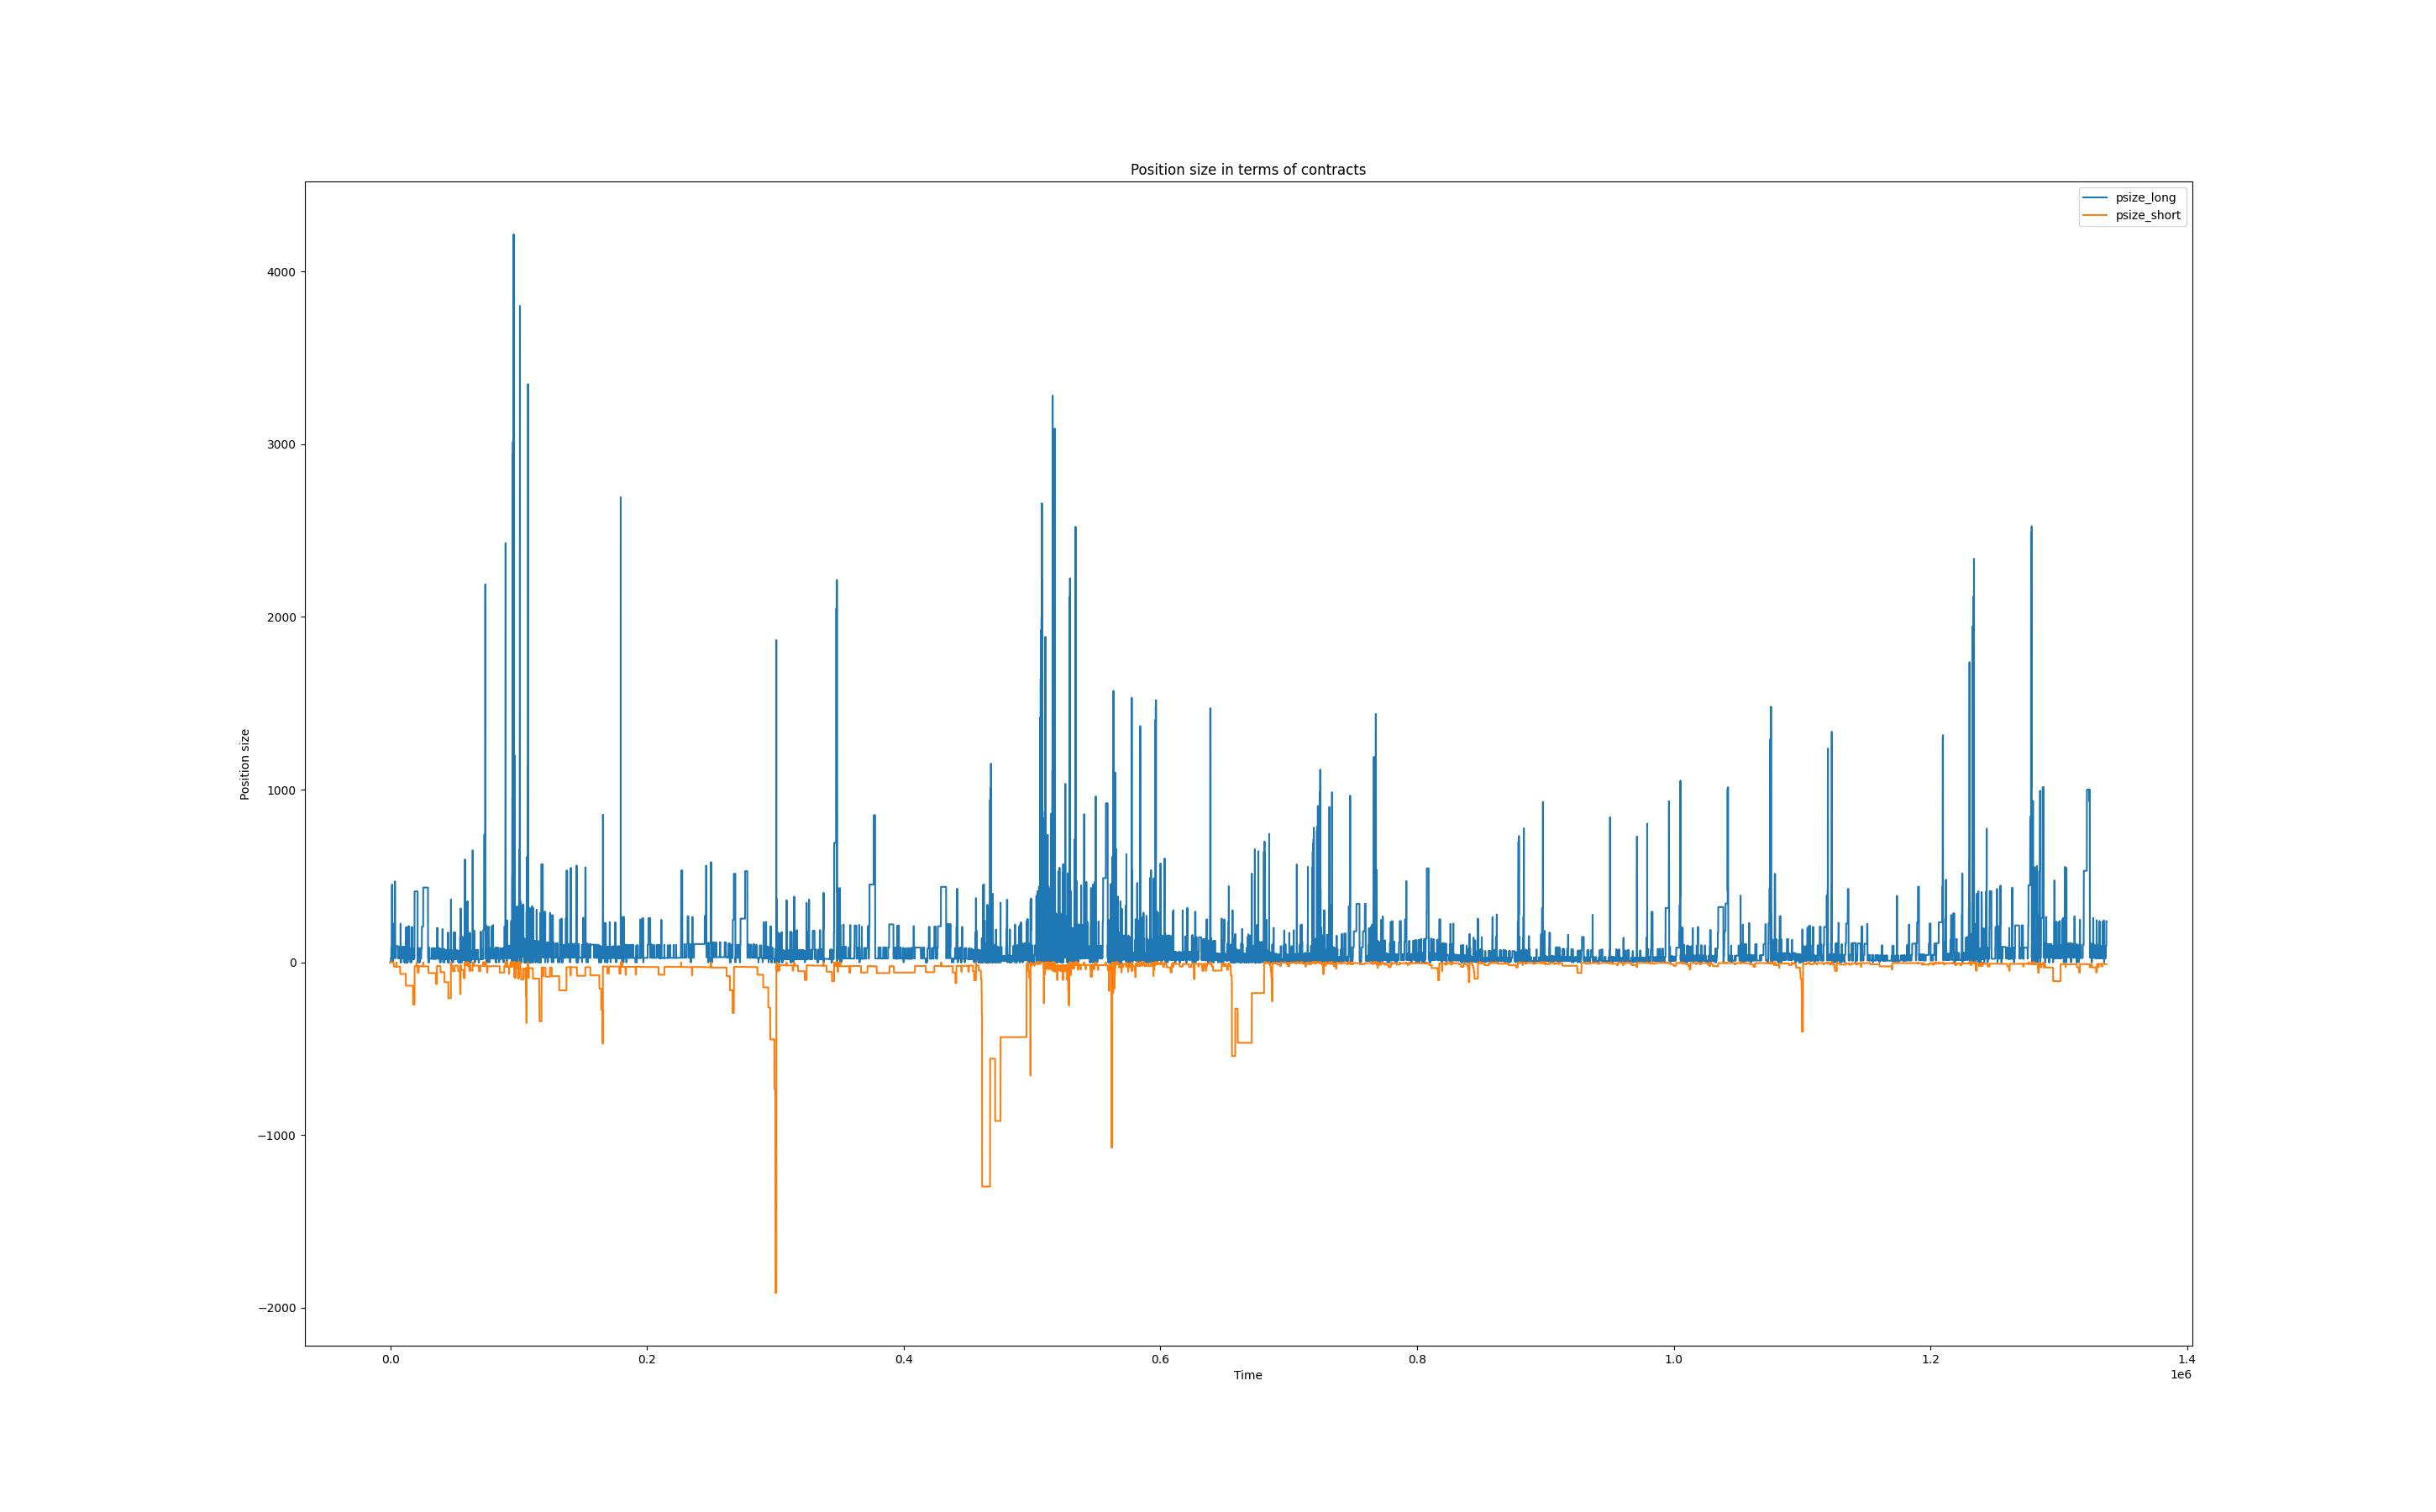 Position size in terms of contracts
psize_long
psize_short
Position size
4000
3000
2000
1000
0
−1000
−2000
0.0
0.2
0.4
0.6
0.8
1.0
1.2
1.4
1e6
Time